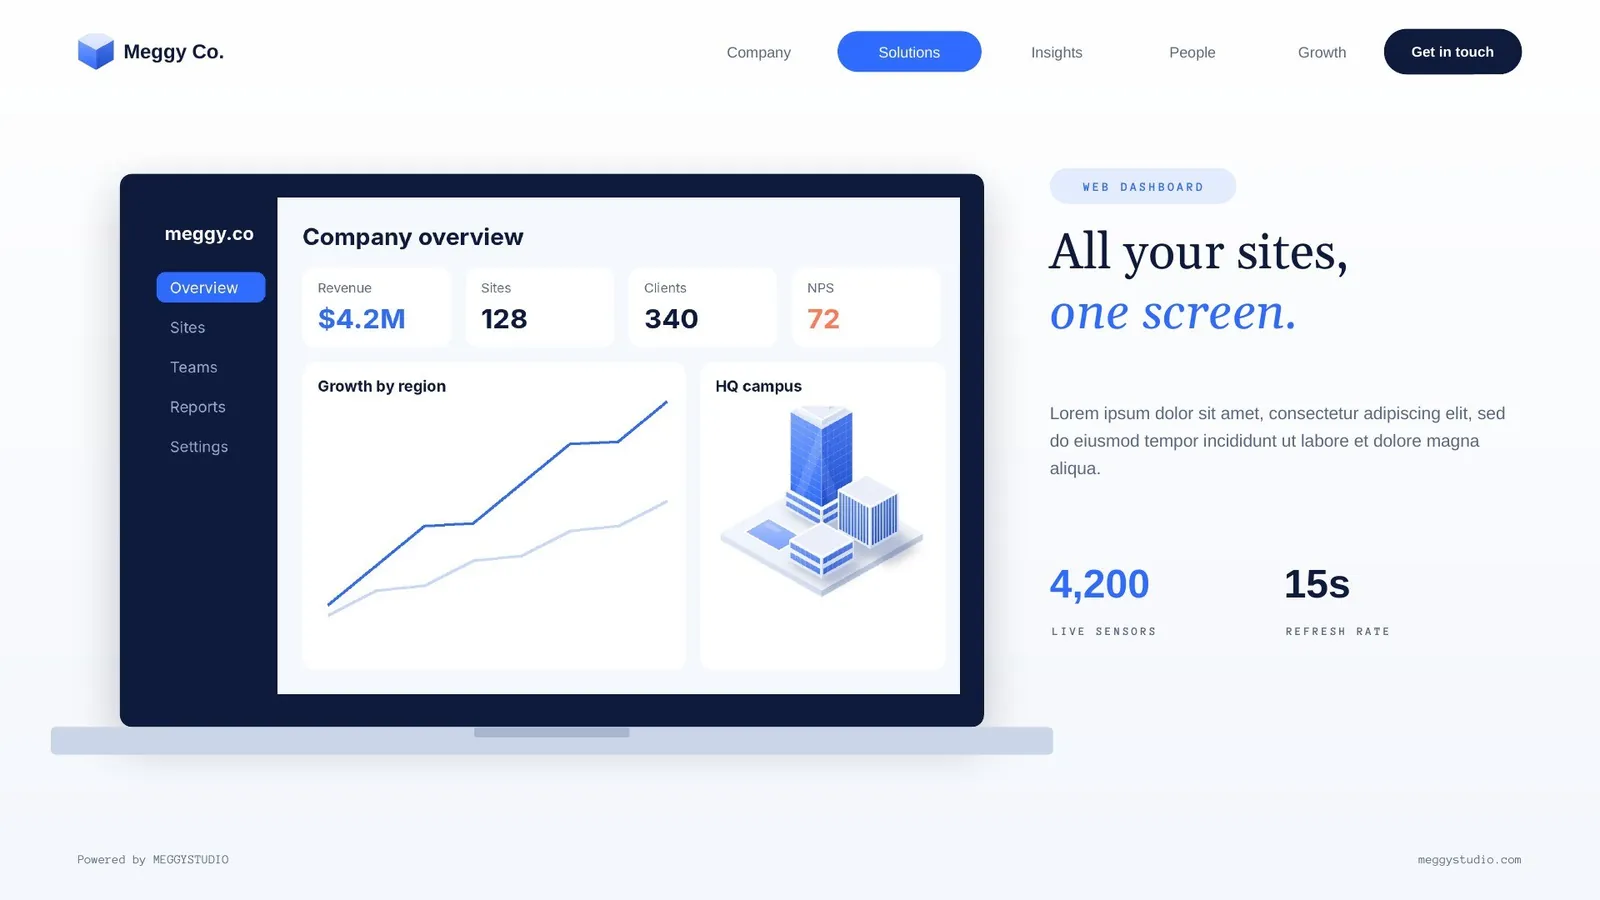 Meggy Co.
Company
Solutions
Insights
People
Growth
Get in touch
meggy.co
Overview
Sites
Teams
Reports
Settings
Company overview
Revenue
$4.2M
Sites
128
Clients
340
NPS
72
Growth by region
HQ campus
WEB DASHBOARD
All your sites,
one screen.
Lorem ipsum dolor sit amet, consectetur adipiscing elit, sed
do eiusmod tempor incididunt ut labore et dolore magna
aliqua.
4,200
LIVE SENSORS
15s
REFRESH RATE
Powered by MEGGYSTUDIO
meggystudio.com